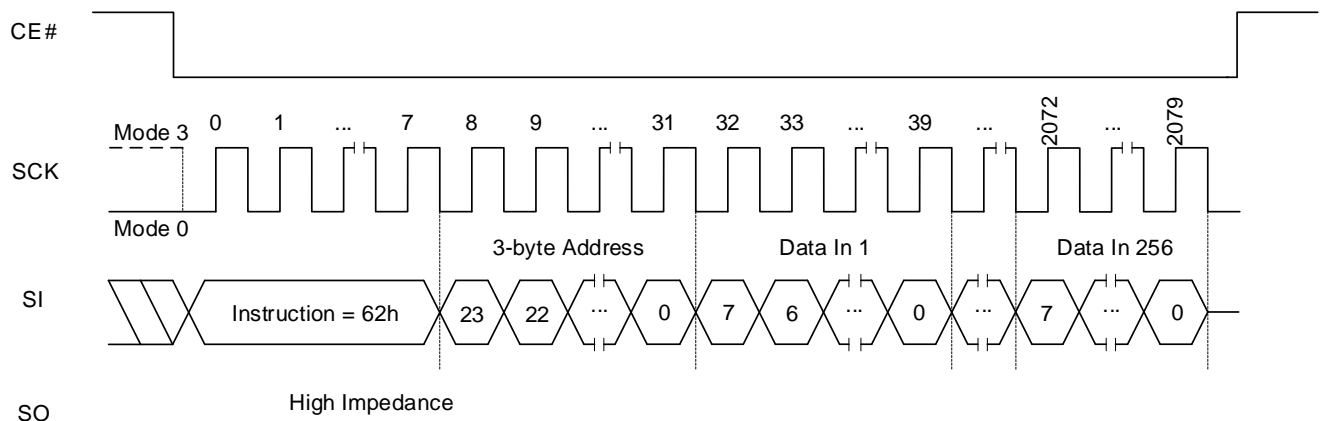 CE#
Mode 3 0 1 ... 7 8 9 ... 31 32 33 ... 39 ... 2072 ... 2079
SCK
Mode 0
3-byte Address Data In 1 Data In 256
SI Instruction = 62h 23 22 ... 0 7 6 ... 0 ... 7 ... 0
High Impedance
SO